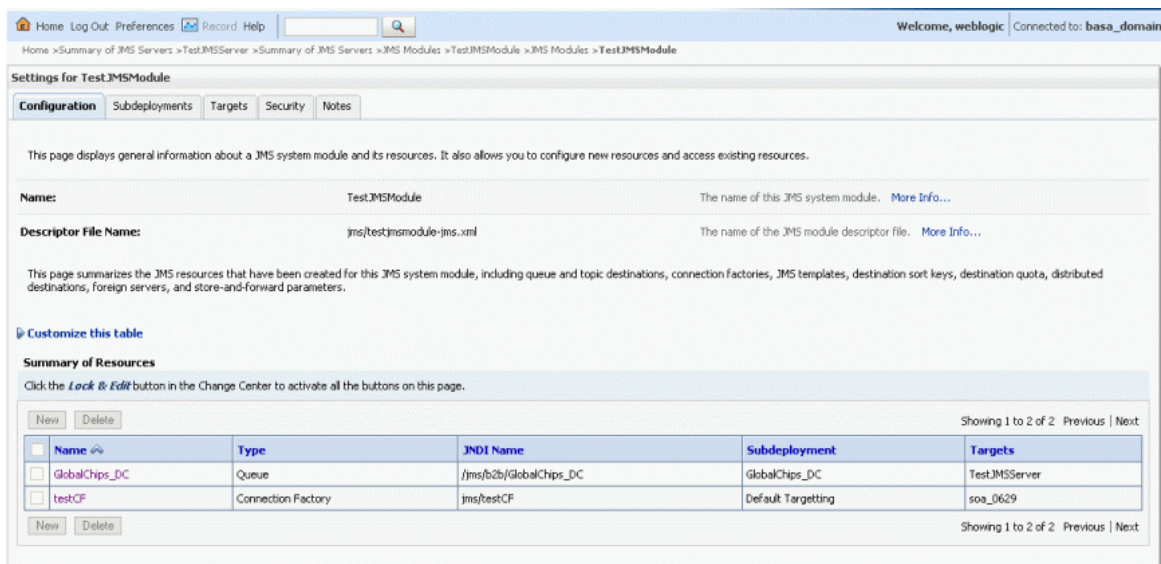 Home Log Out Preferences Record Help Welcome, weblogic Connected to: basa_domain
Home >Summary of JMS Servers >TestJMSServer >Summary of JMS Servers >JMS Modules >TestJMSModule >JMS Modules >TestJMSModule
Settings for TestJMSModule
Configuration Subdeployments Targets Security Notes
This page displays general information about a JMS system module and its resources. It also allows you to configure new resources and access existing resources.
Name: TestJMSModule The name of this JMS system module. More Info...
Descriptor File Name: jms/testjmsmodule-jms.xml The name of the JMS module descriptor file. More Info...
This page summarizes the JMS resources that have been created for this JMS system module, including queue and topic destinations, connection factories, JMS templates, destination sort keys, destination quota, distributed
destinations, foreign servers, and store-and-forward parameters.
Customize this table
Summary of Resources
Click the Lock & Edit button in the Change Center to activate all the buttons on this page.
New Delete Showing 1 to 2 of 2 Previous | Next
Name Type JNDI Name Subdeployment Targets
GlobalChips_DC Queue /jms/b2b/GlobalChips_DC GlobalChips_DC TestJMSServer
testCF Connection Factory jms/testCF Default Targetting soa_0629
New Delete Showing 1 to 2 of 2 Previous | Next